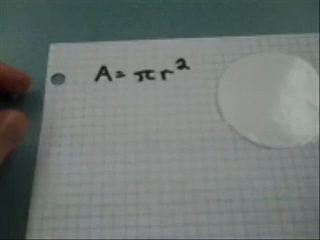 A = πr²